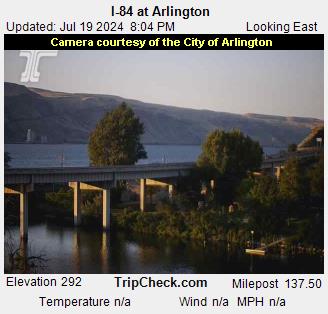 I-84 at Arlington
Updated: Jul 19 2024 8:04 PM Looking East
Camera courtesy of the City of Arlington
Elevation 292 TripCheck.com Milepost 137.50
Temperature n/a Wind n/a MPH n/a